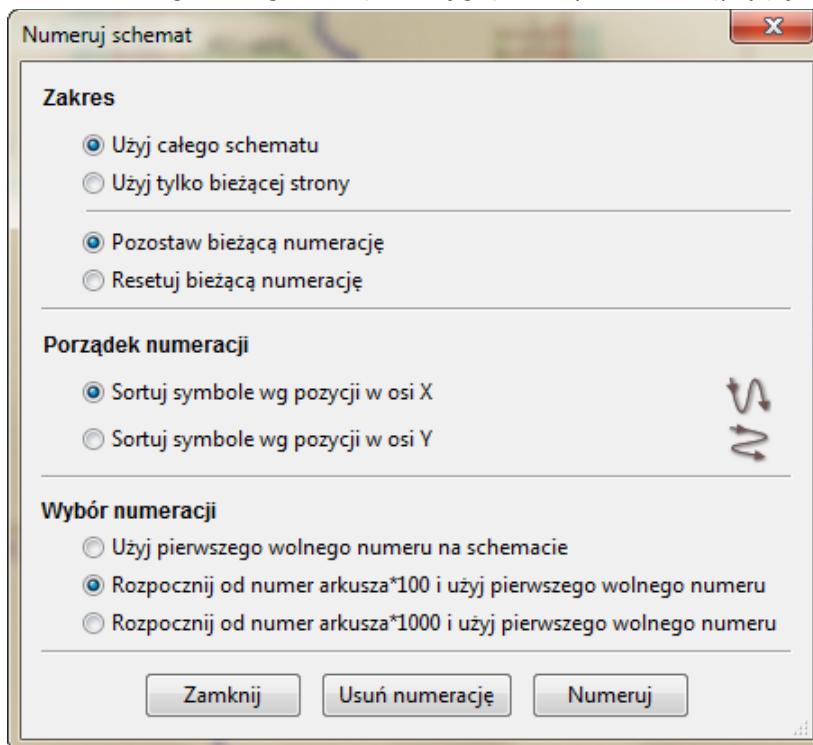 Numeruj schemat
Zakres
Użyj całego schematu
Użyj tylko bieżącej strony
Pozostaw bieżącą numerację
Resetuj bieżącą numerację
Porządek numeracji
Sortuj symbole wg pozycji w osi X
Sortuj symbole wg pozycji w osi Y
Wybór numeracji
Użyj pierwszego wolnego numeru na schemacie
Rozpocznij od numer arkusza*100 i użyj pierwszego wolnego numeru
Rozpocznij od numer arkusza*1000 i użyj pierwszego wolnego numeru
Zamknij Usuń numerację Numeruj